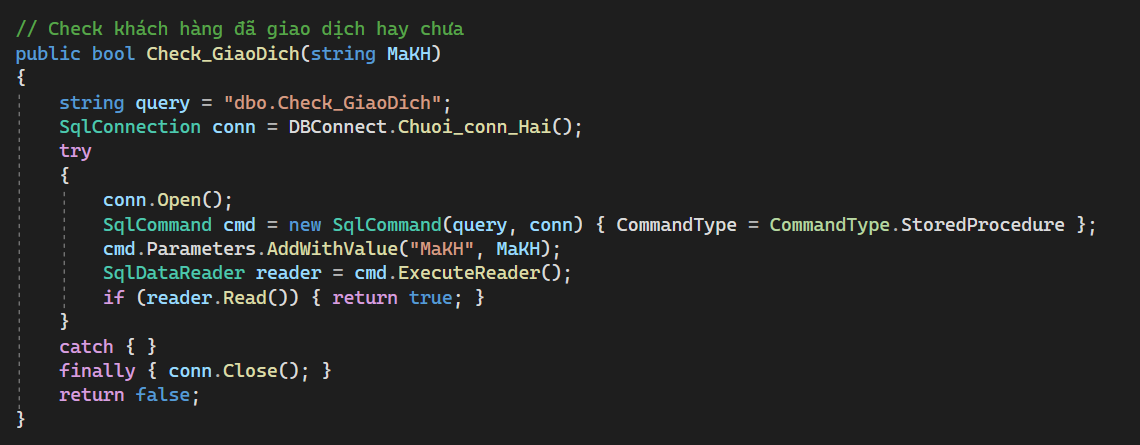 // Check khách hàng đã giao dịch hay chưa
public bool Check_GiaoDich(string MaKH)
{
    string query = "dbo.Check_GiaoDich";
    SqlConnection conn = DBConnect.Chuoi_conn_Hai();
    try
    {
        conn.Open();
        SqlCommand cmd = new SqlCommand(query, conn) { CommandType = CommandType.StoredProcedure };
        cmd.Parameters.AddWithValue("MaKH", MaKH);
        SqlDataReader reader = cmd.ExecuteReader();
        if (reader.Read()) { return true; }
    }
    catch { }
    finally { conn.Close(); }
    return false;
}